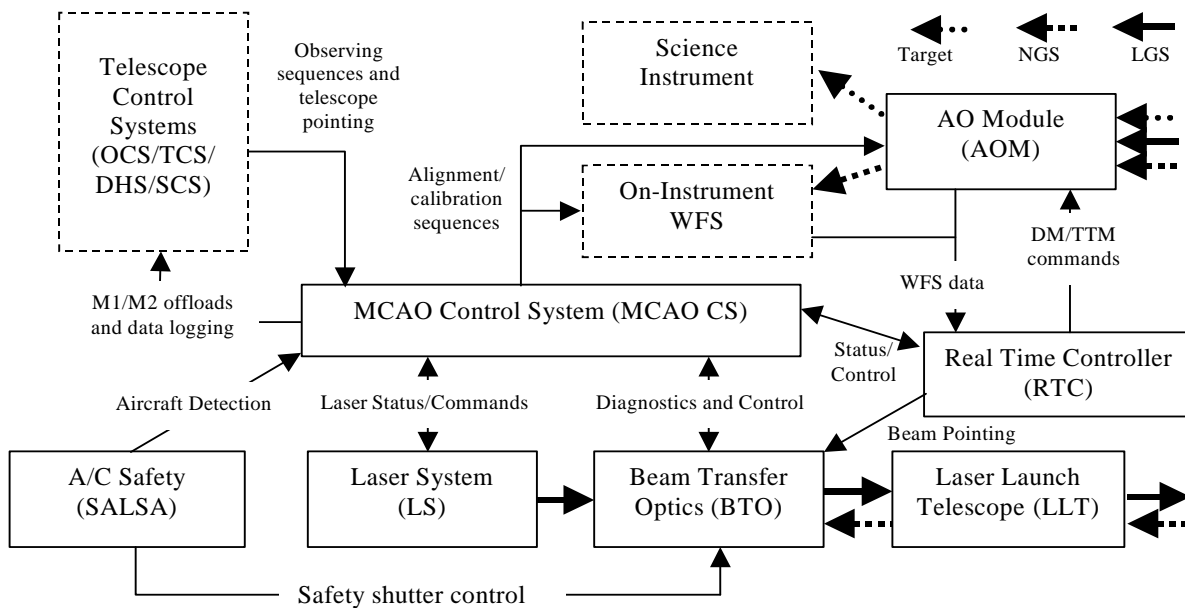 Telescope
Control
Systems
(OCS/TCS/
DHS/SCS)
Observing
sequences and
telescope
pointing
Science
Instrument
Target
NGS
LGS
AO Module
(AOM)
Alignment/
calibration
sequences
On-Instrument
WFS
DM/TTM
commands
WFS data
M1/M2 offloads
and data logging
MCAO Control System (MCAO CS)
Status/
Control
Real Time Controller
(RTC)
Aircraft Detection
Laser Status/Commands
Diagnostics and Control
Beam Pointing
A/C Safety
(SALSA)
Laser System
(LS)
Beam Transfer
Optics (BTO)
Laser Launch
Telescope (LLT)
Safety shutter control